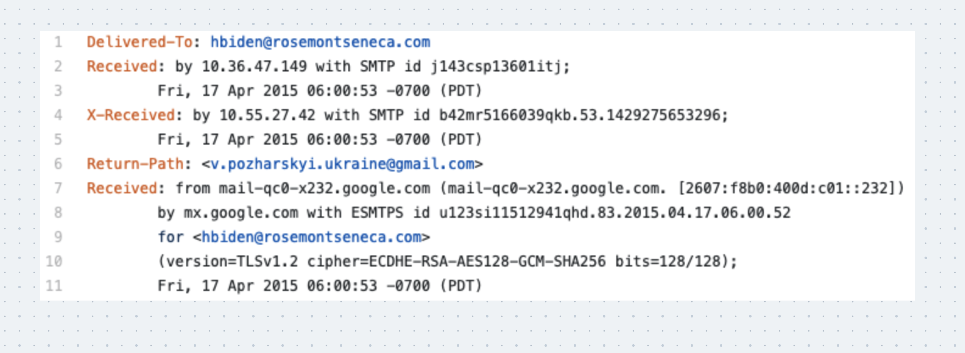 1 Delivered-To: hbiden@rosemontseneca.com
2 Received: by 10.36.47.149 with SMTP id j143csp13601itj;
3 Fri, 17 Apr 2015 06:00:53 -0700 (PDT)
4 X-Received: by 10.55.27.42 with SMTP id b42mr5166039qkb.53.1429275653296;
5 Fri, 17 Apr 2015 06:00:53 -0700 (PDT)
6 Return-Path: <v.pozharskyi.ukraine@gmail.com>
7 Received: from mail-qc0-x232.google.com (mail-qc0-x232.google.com. [2607:f8b0:400d:c01::232])
8 by mx.google.com with ESMTPS id u123si11512941qhd.83.2015.04.17.06.00.52
9 for <hbiden@rosemontseneca.com>
10 (version=TLSv1.2 cipher=ECDHE-RSA-AES128-GCM-SHA256 bits=128/128);
11 Fri, 17 Apr 2015 06:00:53 -0700 (PDT)